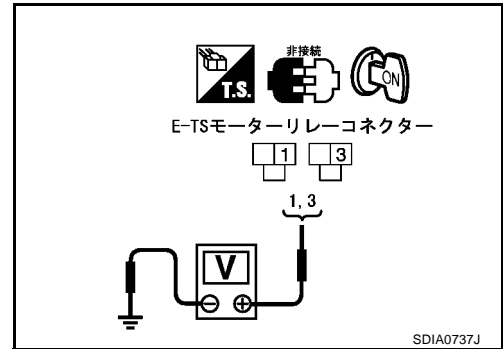 非接続
T.S.
ON
E-TSモーターリレーコネクター
1 3
1, 3
V
SDIA0737J